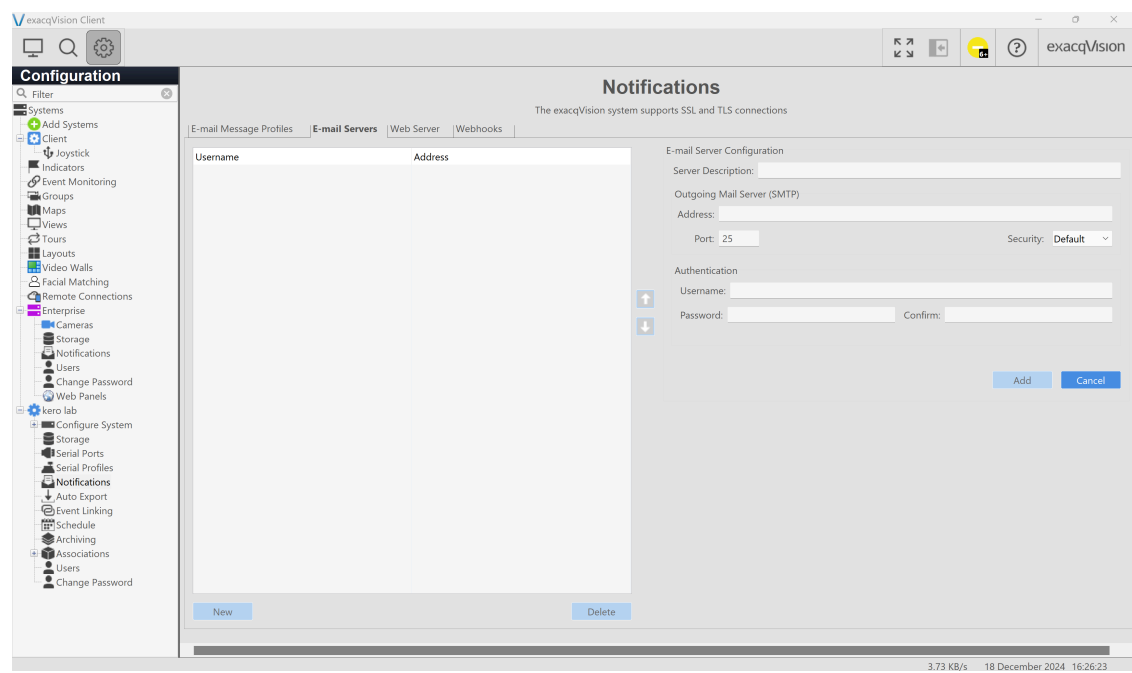 exacqVision Client
exacqVision
6+
Configuration
Filter
Systems
Add Systems
Client
Joystick
Indicators
Event Monitoring
Groups
Maps
Views
Tours
Layouts
Video Walls
Facial Matching
Remote Connections
Enterprise
Cameras
Storage
Notifications
Users
Change Password
Web Panels
kero lab
Configure System
Storage
Serial Ports
Serial Profiles
Notifications
Auto Export
Event Linking
Schedule
Archiving
Associations
Users
Change Password
Notifications
The exacqVision system supports SSL and TLS connections
E-mail Message Profiles E-mail Servers Web Server Webhooks
Username Address
New Delete
E-mail Server Configuration
Server Description:
Outgoing Mail Server (SMTP)
Address:
Port: 25 Security: Default
Authentication
Username:
Password: Confirm:
Add Cancel
3.73 KB/s 18 December 2024 16:26:23